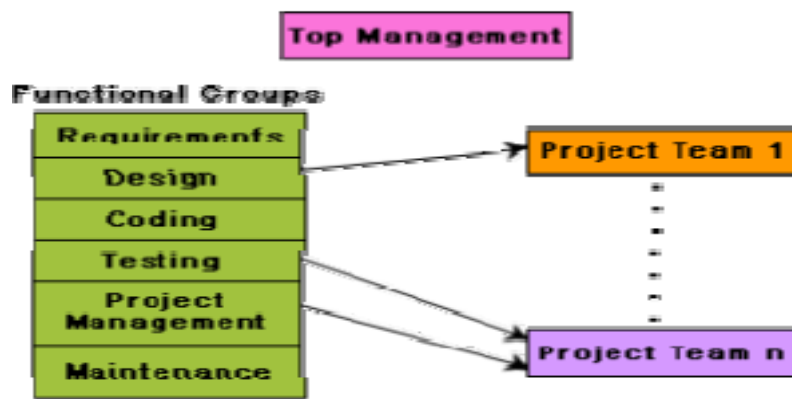 Top Management
Functional Groups
Requirements
Design
Coding
Testing
Project
Management
Maintenance
Project Team 1
Project Team n